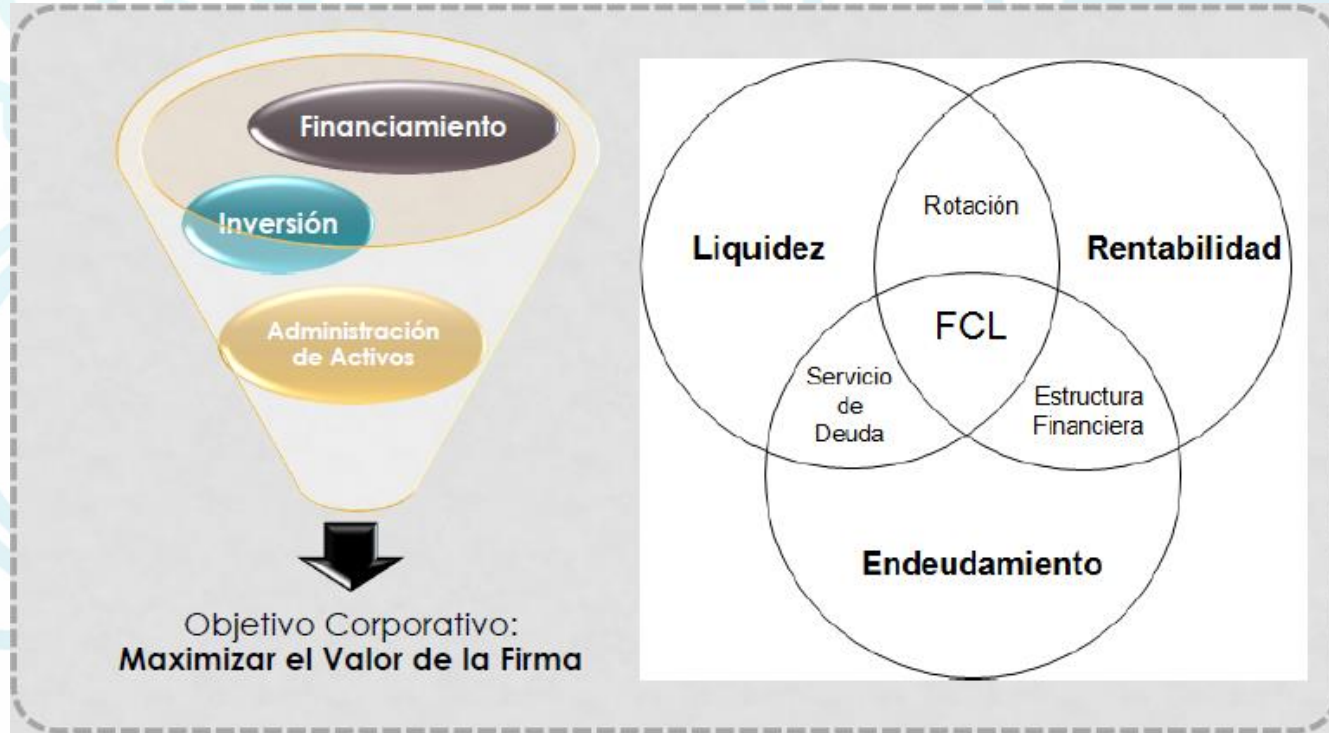 Financiamiento
Inversión
Administración
de Activos
Objetivo Corporativo:
Maximizar el Valor de la Firma
Rotación
Liquidez
Rentabilidad
FCL
Servicio
de
Deuda
Estructura
Financiera
Endeudamiento